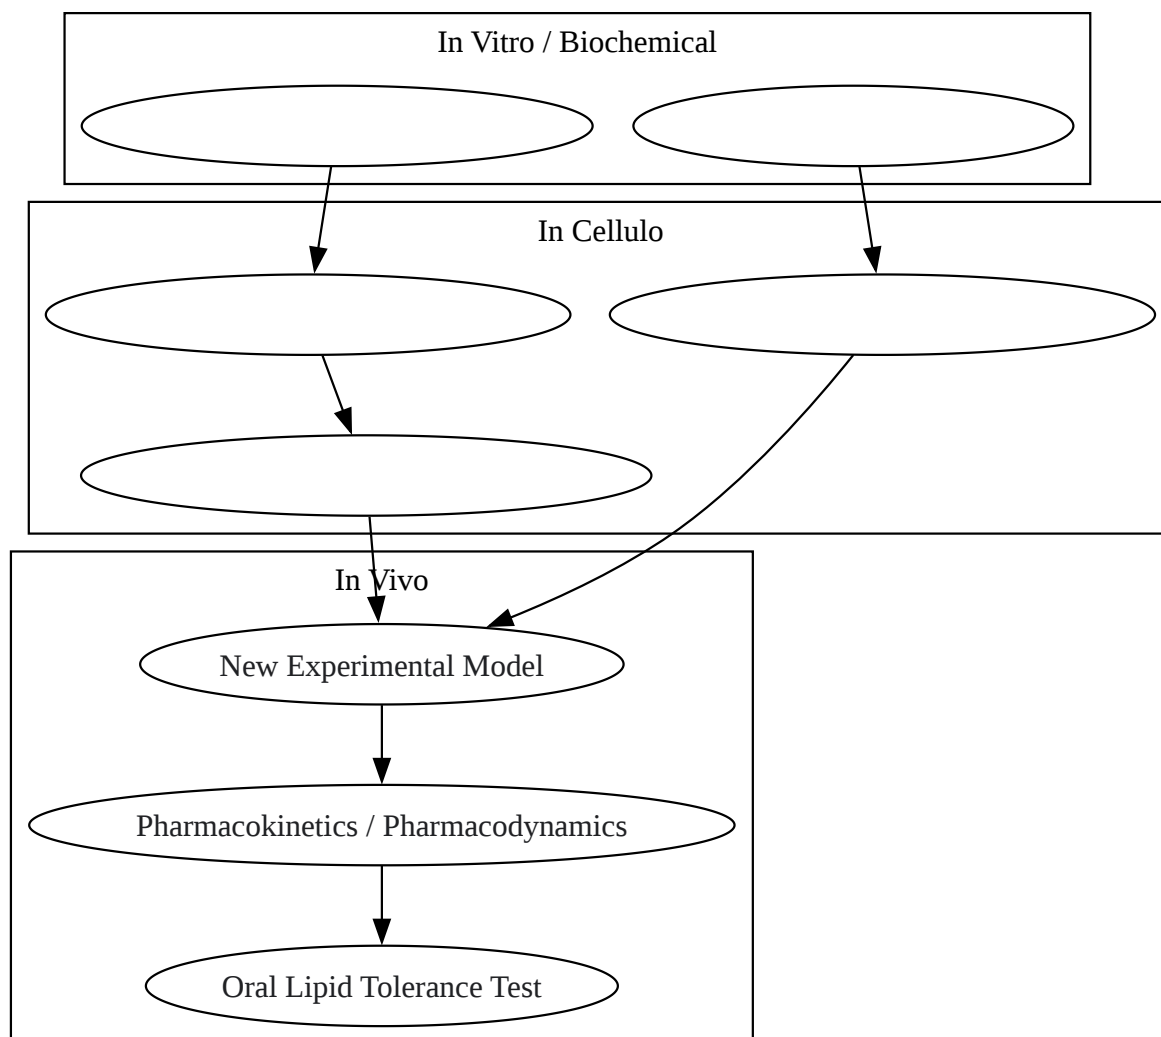 In Vitro / Biochemical
In Cellulo
In Vivo
New Experimental Model
Pharmacokinetics / Pharmacodynamics
Oral Lipid Tolerance Test